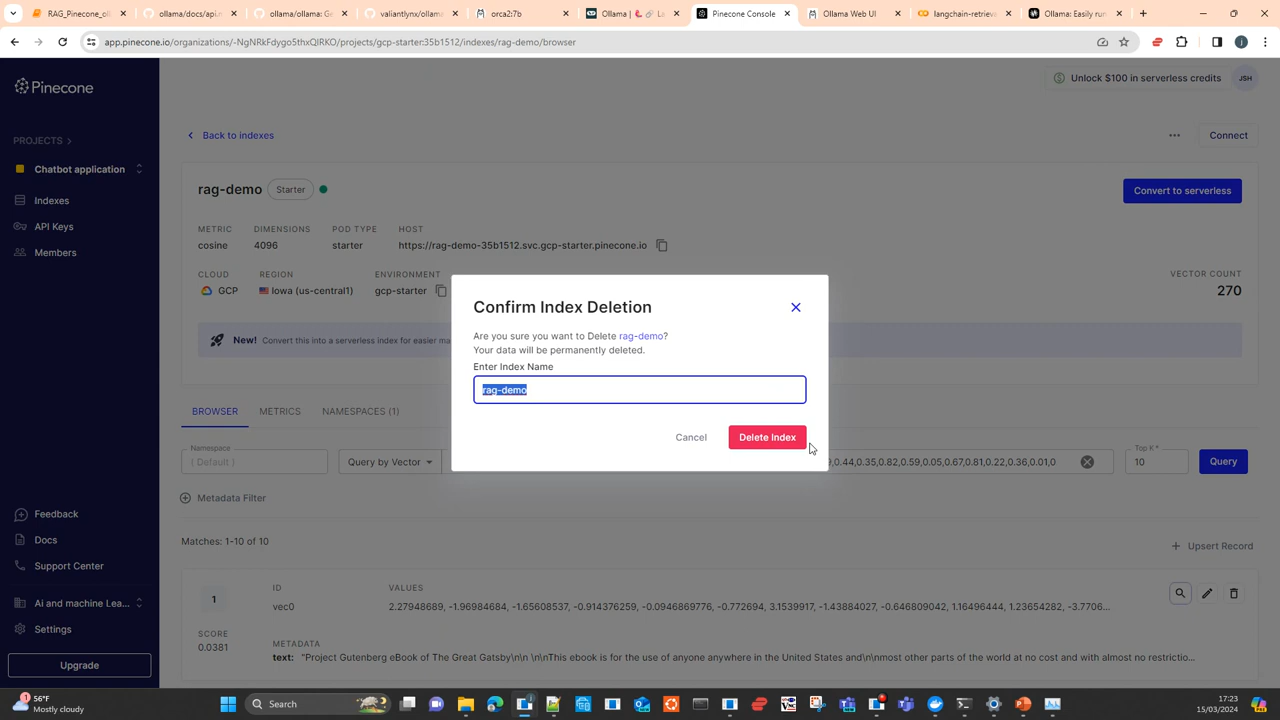 RAG_Pinecone_oll
ollama/docs/api.m
ollama/ollama: Ge
valiantlynx/ollama
orca2:7b
Ollama | 🦜️🔗 La
Pinecone Console
Ollama Web UI
langchain-retrieva
Ollama: Easily run
app.pinecone.io/organizations/-NgNRkFdygo5thxQlRKO/projects/gcp-starter:35b1512/indexes/rag-demo/browser
Pinecone
Unlock $100 in serverless credits
JSH
PROJECTS
Back to indexes
Connect
Chatbot application
rag-demo
Starter
Convert to serverless
Indexes
API Keys
Members
METRIC
DIMENSIONS
POD TYPE
HOST
cosine
4096
starter
https://rag-demo-35b1512.svc.gcp-starter.pinecone.io
CLOUD
REGION
ENVIRONMENT
VECTOR COUNT
GCP
Iowa (us-central1)
gcp-starter
270
New! Convert this into a serverless index for easier ma
Confirm Index Deletion
Are you sure you want to Delete rag-demo?
Your data will be permanently deleted.
Enter Index Name
rag-demo
Cancel
Delete Index
BROWSER
METRICS
NAMESPACES (1)
Namespace
( Default )
Query by Vector
9,0.44,0.35,0.82,0.59,0.05,0.67,0.81,0.22,0.36,0.01,0
Top K *
10
Query
Metadata Filter
Matches: 1-10 of 10
Upsert Record
1
ID
VALUES
vec0
2.27948689, -1.96984684, -1.65608537, -0.914376259, -0.0946869776, -0.772694, 3.1539917, -1.43884027, -0.646809042, 1.16496444, 1.23654282, -3.7706...
SCORE
0.0381
METADATA
text: "Project Gutenberg eBook of The Great Gatsby\n\n \n\nThis ebook is for the use of anyone anywhere in the United States and\nmost other parts of the world at no cost and with almost no restrictio...
Feedback
Docs
Support Center
Ai and machine Lea...
Settings
Upgrade
56°F
Mostly cloudy
Search
17:23
15/03/2024